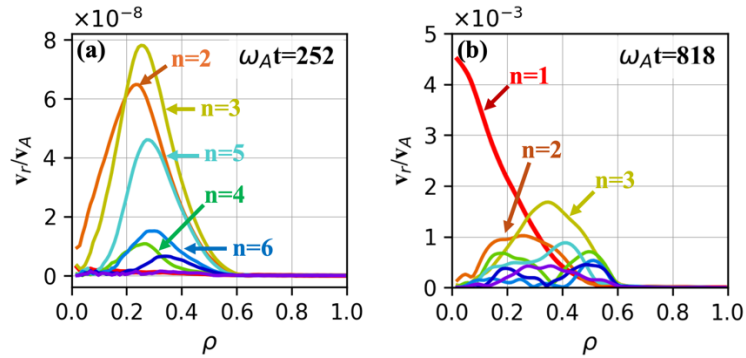 ×10⁻⁸
(a)
ω_A t=252
n=2
n=3
n=5
n=4
n=6
v_r/v_A
8
6
4
2
0
0.0 0.2 0.4 0.6 0.8 1.0
ρ
×10⁻³
(b)
ω_A t=818
n=1
n=2
n=3
v_r/v_A
5
4
3
2
1
0
0.0 0.2 0.4 0.6 0.8 1.0
ρ